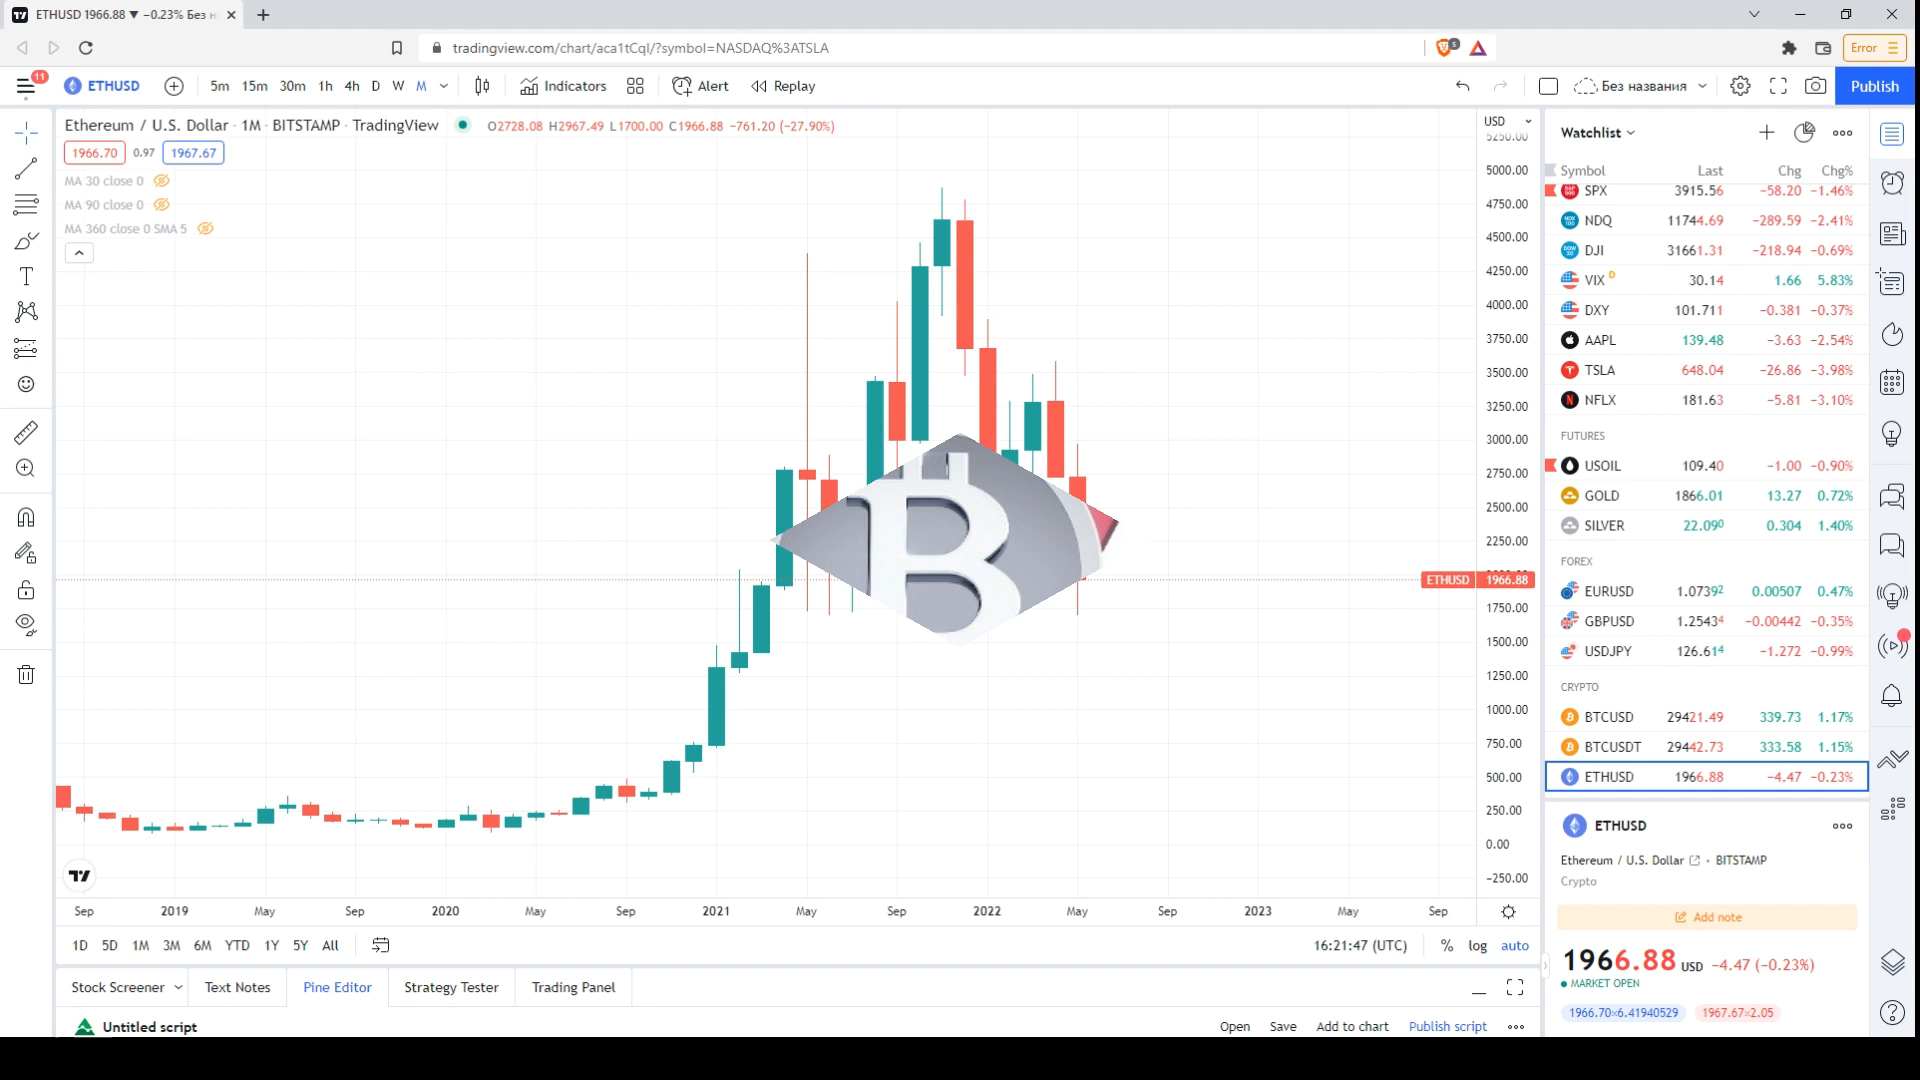 ETHUSD 1966.88 ▼ −0.23% Без н
tradingview.com/chart/aca1tCqI/?symbol=NASDAQ%3ATSLA
5
Error
11
ETHUSD
5m 15m 30m 1h 4h D W M
Indicators
Alert
Replay
Без названия
Publish
Ethereum / U.S. Dollar · 1M · BITSTAMP · TradingView
O2728.08 H2967.49 L1700.00 C1966.88 −761.20 (−27.90%)
1966.70 0.97 1967.67
MA 30 close 0
MA 90 close 0
MA 360 close 0 SMA 5
USD
5250.00
5000.00
4750.00
4500.00
4250.00
4000.00
3750.00
3500.00
3250.00
3000.00
2750.00
2500.00
2250.00
ETHUSD 1966.88
1750.00
1500.00
1250.00
1000.00
750.00
500.00
250.00
0.00
−250.00
Sep 2019 May Sep 2020 May Sep 2021 May Sep 2022 May Sep 2023 May Sep
1D 5D 1M 3M 6M YTD 1Y 5Y All
16:21:47 (UTC) % log auto
Stock Screener Text Notes Pine Editor Strategy Tester Trading Panel
Untitled script
Open Save Add to chart Publish script
Watchlist
Symbol Last Chg Chg%
SPX 3915.56 −58.20 −1.46%
NDQ 11744.69 −289.59 −2.41%
DJI 31661.31 −218.94 −0.69%
VIX D 30.14 1.66 5.83%
DXY 101.711 −0.381 −0.37%
AAPL 139.48 −3.63 −2.54%
TSLA 648.04 −26.86 −3.98%
NFLX 181.63 −5.81 −3.10%
FUTURES
USOIL 109.40 −1.00 −0.90%
GOLD 1866.01 13.27 0.72%
SILVER 22.090 0.304 1.40%
FOREX
EURUSD 1.07392 0.00507 0.47%
GBPUSD 1.25434 −0.00442 −0.35%
USDJPY 126.614 −1.272 −0.99%
CRYPTO
BTCUSD 29421.49 339.73 1.17%
BTCUSDT 29442.73 333.58 1.15%
ETHUSD 1966.88 −4.47 −0.23%
ETHUSD
Ethereum / U.S. Dollar • BITSTAMP
Crypto
Add note
1966.88 USD −4.47 (−0.23%)
MARKET OPEN
1966.70×6.41940529 1967.67×2.05